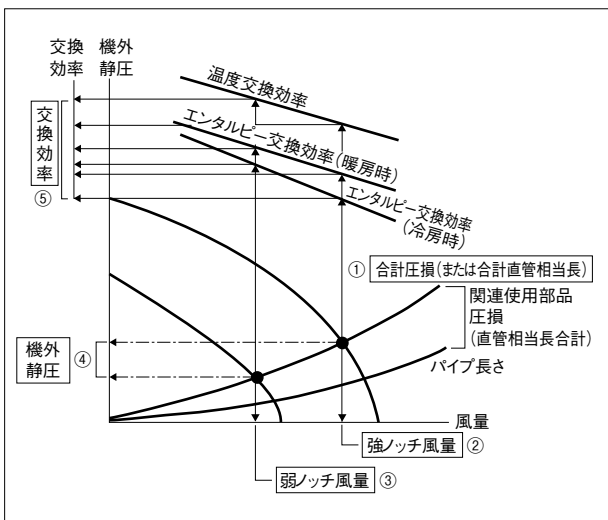 交換
効率
機外
静圧
温度交換効率
エンタルピー交換効率(暖房時)
エンタルピー交換効率
(冷房時)
交換効率
⑤
① 合計圧損(または合計直管相当長)
関連使用部品
圧損
(直管相当長合計)
パイプ長さ
機外
静圧
④
風量
強ノッチ風量 ②
弱ノッチ風量 ③